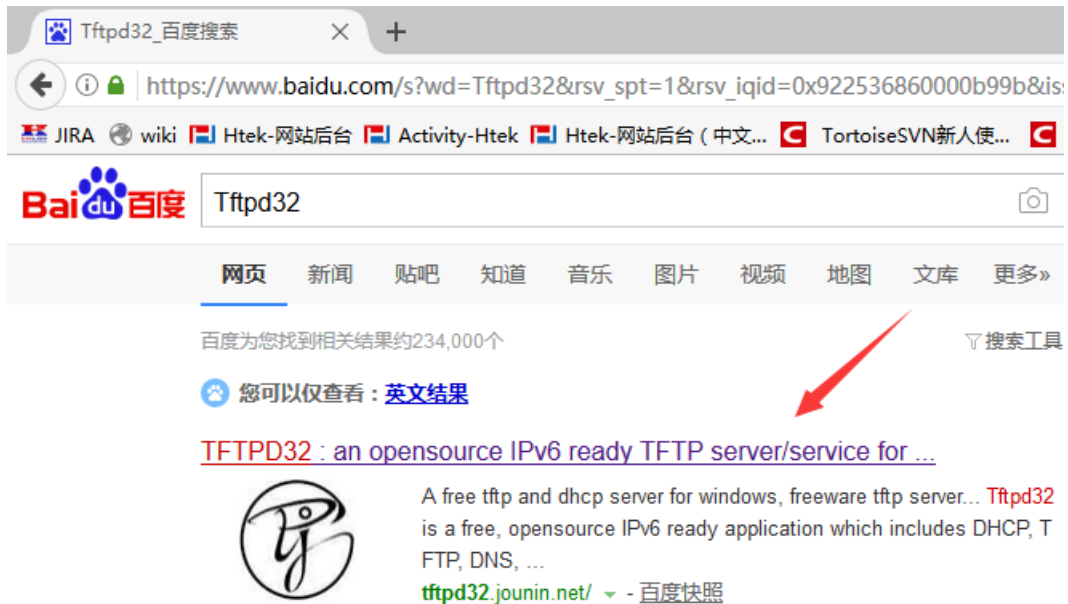 Tftpd32_百度搜索
https://www.baidu.com/s?wd=Tftpd32&rsv_spt=1&rsv_iqid=0x922536860000b99b&is
JIRA wiki Htek-网站后台 Activity-Htek Htek-网站后台 ( 中文... TortoiseSVN新人使...
Bai du 百度 Tftpd32
网页 新闻 贴吧 知道 音乐 图片 视频 地图 文库 更多»
百度为您找到相关结果约234,000个 搜索工具
您可以仅查看：英文结果
TFTPD32 : an opensource IPv6 ready TFTP server/service for ...
A free tftp and dhcp server for windows, freeware tftp server... Tftpd32
is a free, opensource IPv6 ready application which includes DHCP, T
FTP, DNS, ...
tftpd32.jounin.net/ - 百度快照